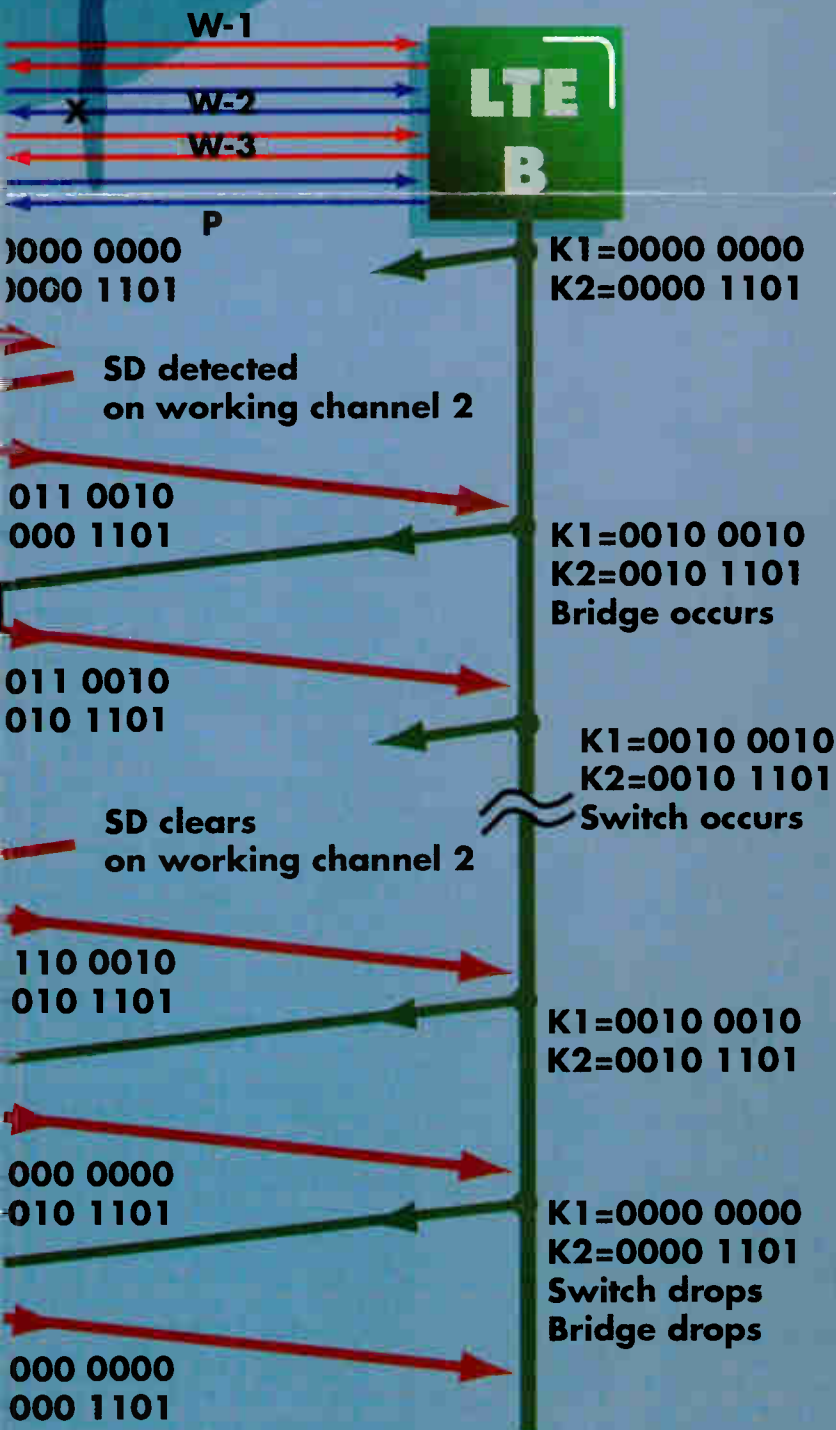 W-1
LTE
B
X
W-2
W-3
P
0000 0000
0000 1101
K1=0000 0000
K2=0000 1101
SD detected
on working channel 2
011 0010
000 1101
K1=0010 0010
K2=0010 1101
Bridge occurs
011 0010
010 1101
K1=0010 0010
K2=0010 1101
Switch occurs
SD clears
on working channel 2
110 0010
010 1101
K1=0010 0010
K2=0010 1101
000 0000
010 1101
K1=0000 0000
K2=0000 1101
Switch drops
Bridge drops
000 0000
000 1101